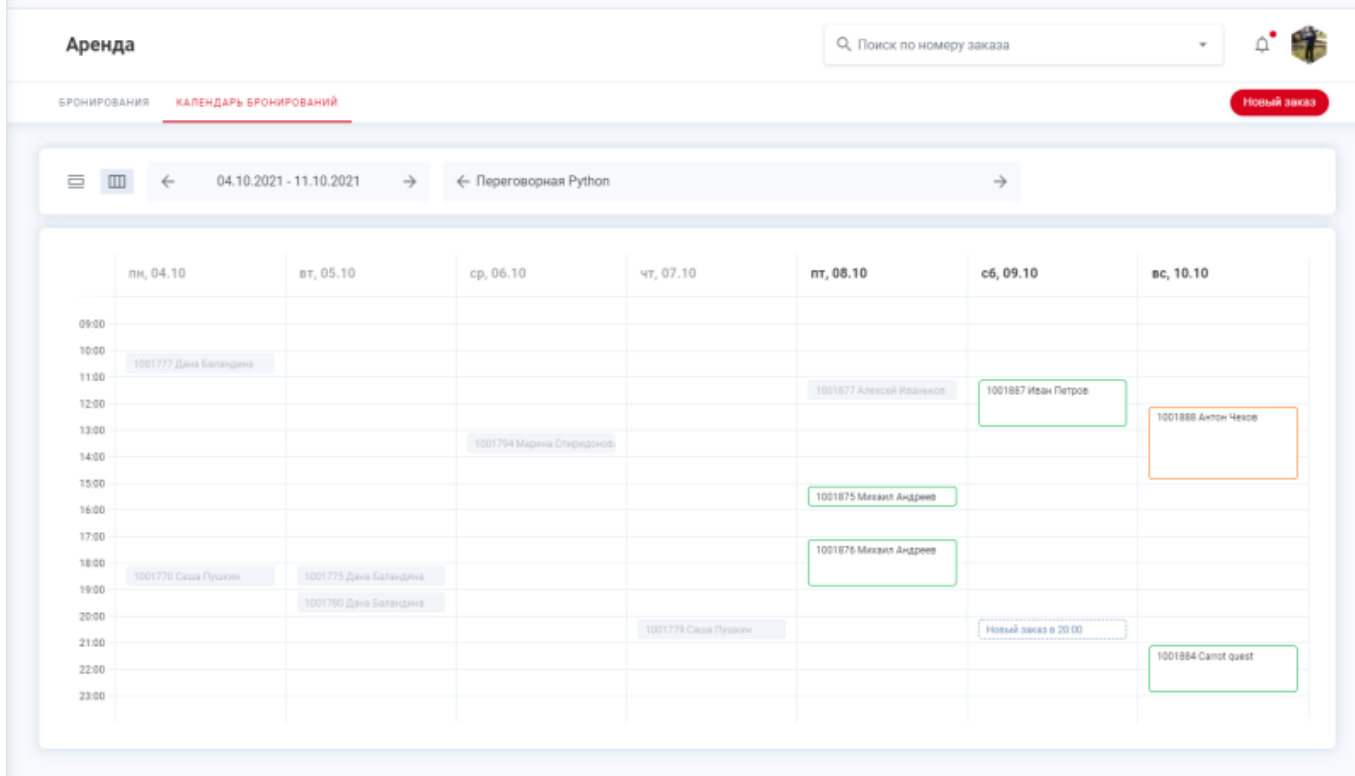 Аренда
Поиск по номеру заказа
БРОНИРОВАНИЯ КАЛЕНДАРЬ БРОНИРОВАНИЙ Новый заказ
04.10.2021 - 11.10.2021 Переговорная Python
пн, 04.10 вт, 05.10 ср, 06.10 чт, 07.10 пт, 08.10 сб, 09.10 вс, 10.10
09:00
10:00
1001777 Дана Баландина
11:00
1001877 Алексей Иваньков 1001887 Иван Петров
12:00
1001888 Антон Чехов
13:00
1001794 Марина Спиридонов
14:00
15:00
1001875 Михаил Андреев
16:00
17:00
1001876 Михаил Андреев
18:00
1001770 Саша Пушкин 1001775 Дана Баландина
19:00
1001780 Дана Баландина
20:00
1001779 Саша Пушкин Новый заказ в 20:00
21:00
1001884 Carrot quest
22:00
23:00